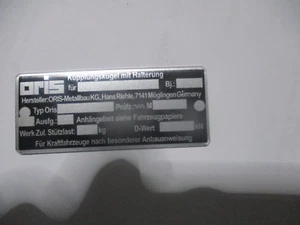 ORIS Kupplungskugel mit Halterung
für Bj.:
Hersteller: ORIS-Metallbau KG, Hans Riehle, 7141 Möglingen Germany
Typ Oris Prüfz. M
Ausfg.: Anhängelast siehe Fahrzeugpapiere
Werk Zul. Stützlast kg D-Wert kN
Für Kraftfahrzeuge nach besonderer Anbauanweisung